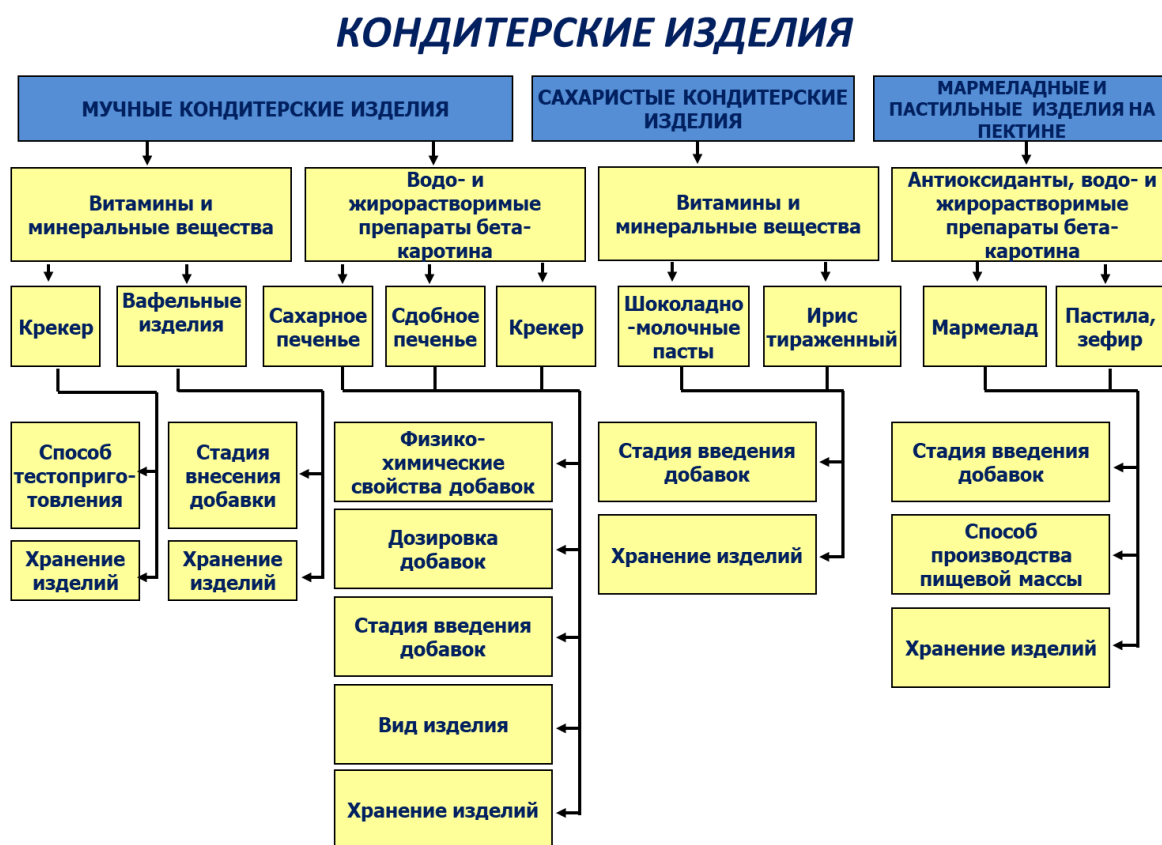 КОНДИТЕРСКИЕ ИЗДЕЛИЯ
МУЧНЫЕ КОНДИТЕРСКИЕ ИЗДЕЛИЯ
САХАРИСТЫЕ КОНДИТЕРСКИЕ
ИЗДЕЛИЯ
МАРМЕЛАДНЫЕ И
ПАСТИЛЬНЫЕ ИЗДЕЛИЯ НА
ПЕКТИНЕ
Витамины и
минеральные вещества
Водо- и
жирорастворимые
препараты бета-
каротина
Витамины и
минеральные вещества
Антиоксиданты, водо- и
жирорастворимые
препараты бета-
каротина
Крекер
Вафельные
изделия
Сахарное
печенье
Сдобное
печенье
Крекер
Шоколадно
-молочные
пасты
Ирис
тираженный
Мармелад
Пастила,
зефир
Способ
тестопригo-
товления
Хранение
изделий
Стадия
внесения
добавки
Хранение
изделий
Физико-
химические
свойства добавок
Дозировка
добавок
Стадия введения
добавок
Вид изделия
Хранение изделий
Стадия введения
добавок
Хранение изделий
Стадия введения
добавок
Способ
производства
пищевой массы
Хранение изделий